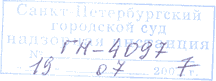 Санкт-Петербургский
городской суд
надзорная инстанция
№ ГН-4097
19 07 2007 г.